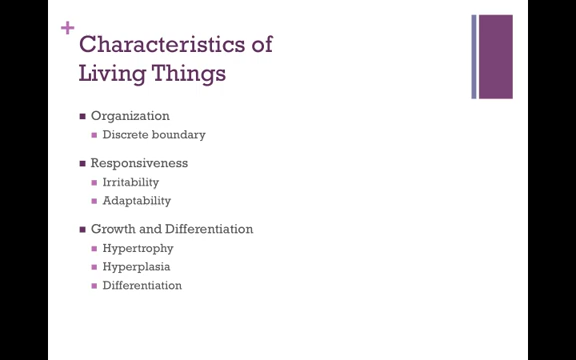 +
Characteristics of
Living Things
Organization
Discrete boundary
Responsiveness
Irritability
Adaptability
Growth and Differentiation
Hypertrophy
Hyperplasia
Differentiation